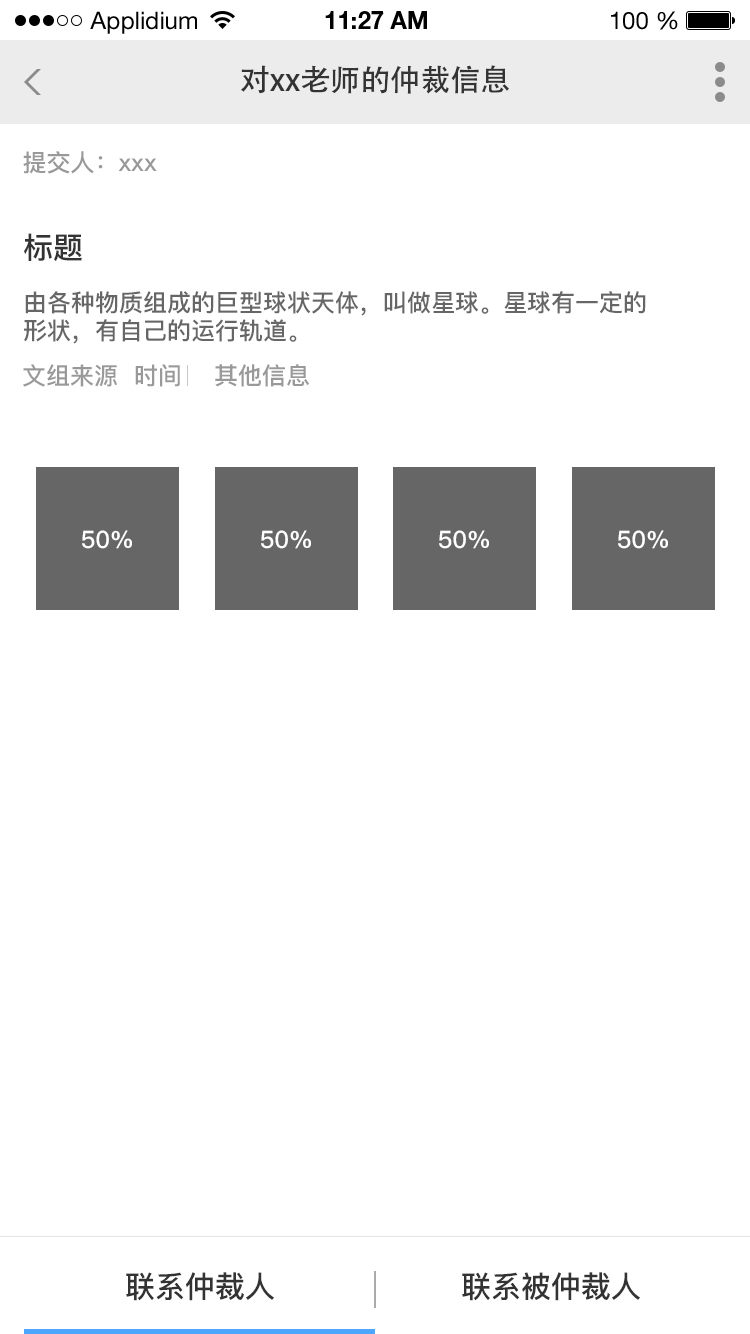 Applidium 11:27 AM 100 %
对xx老师的仲裁信息
提交人：xxx
标题
由各种物质组成的巨型球状天体，叫做星球。星球有一定的
形状，有自己的运行轨道。
文组来源 时间 其他信息
50% 50% 50% 50%
联系仲裁人 联系被仲裁人